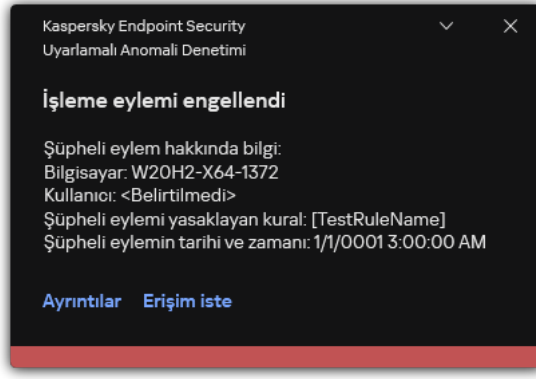 Kaspersky Endpoint Security
Uyarlamalı Anomali Denetimi
İşleme eylemi engellendi
Şüpheli eylem hakkında bilgi:
Bilgisayar: W20H2-X64-1372
Kullanıcı: <Belirtilmedi>
Şüpheli eylemi yasaklayan kural: [TestRuleName]
Şüpheli eylemin tarihi ve zamanı: 1/1/0001 3:00:00 AM
Ayrıntılar Erişim iste